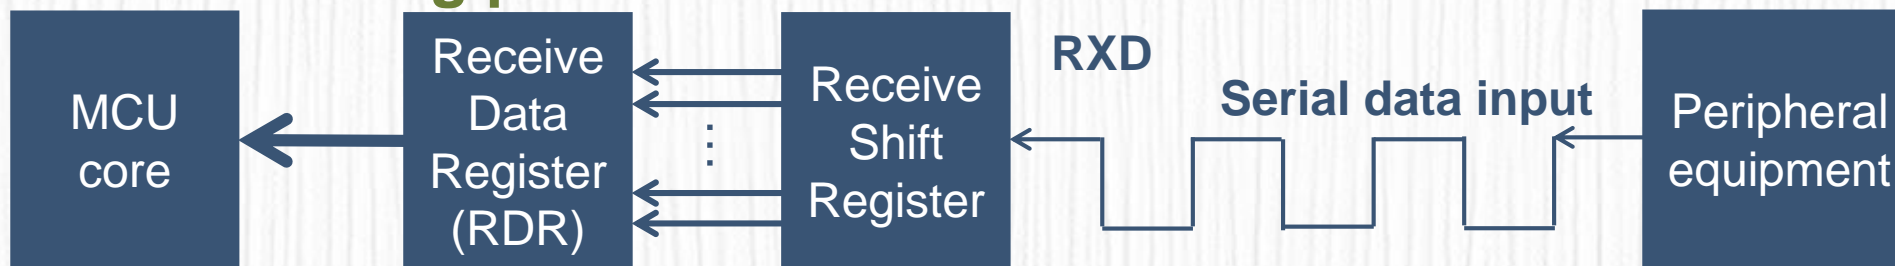 MCU
core
Receive
Data
Register
(RDR)
Receive
Shift
Register
RXD
Serial data input
Peripheral
equipment